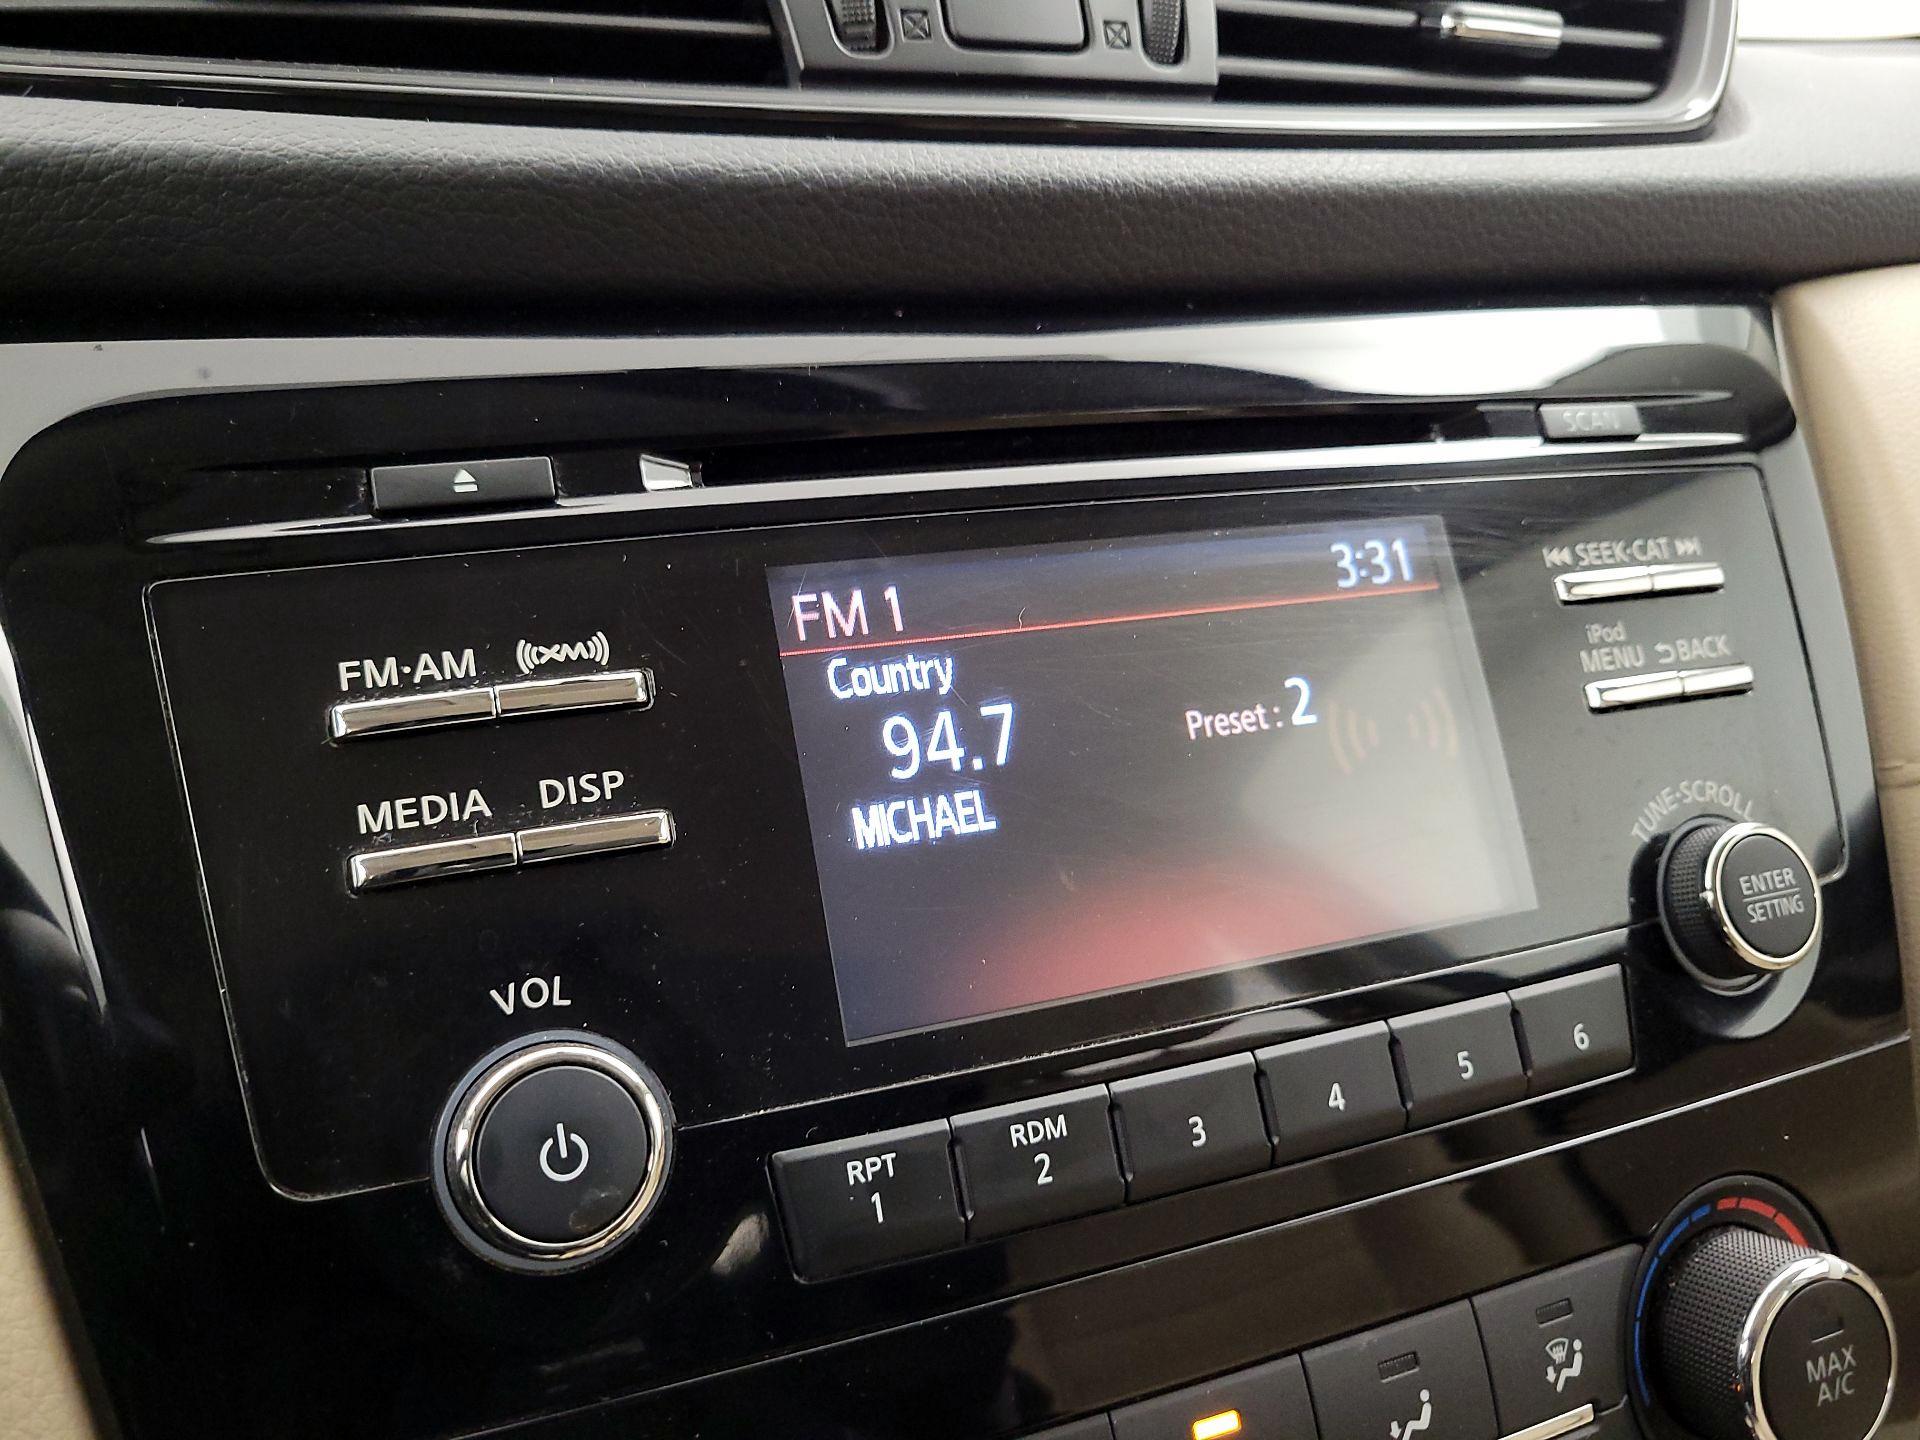 SCAN
FM 1 3:31
Country
94.7
Preset: 2
MICHAEL
FM·AM XM
MEDIA DISP
VOL
SEEK·CAT
iPod
MENU BACK
TUNE·SCROLL
ENTER
SETTING
RPT
1
RDM
2
3
4
5
6
MAX
A/C